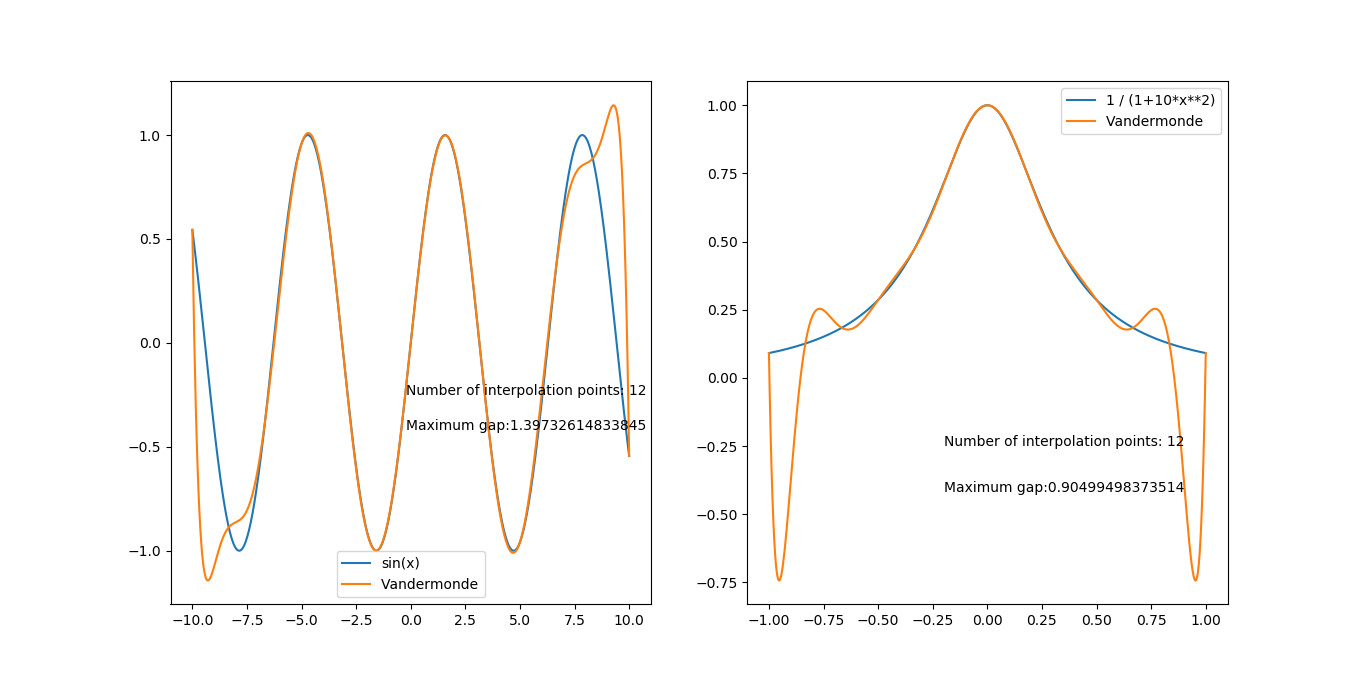 1.0
0.5
0.0
−0.5
−1.0
Number of interpolation points: 12
Maximum gap:1.39732614833845
sin(x)
Vandermonde
−10.0 −7.5 −5.0 −2.5 0.0 2.5 5.0 7.5 10.0
1 / (1+10*x**2)
Vandermonde
1.00
0.75
0.50
0.25
0.00
−0.25
−0.50
−0.75
Number of interpolation points: 12
Maximum gap:0.90499498373514
−1.00 −0.75 −0.50 −0.25 0.00 0.25 0.50 0.75 1.00